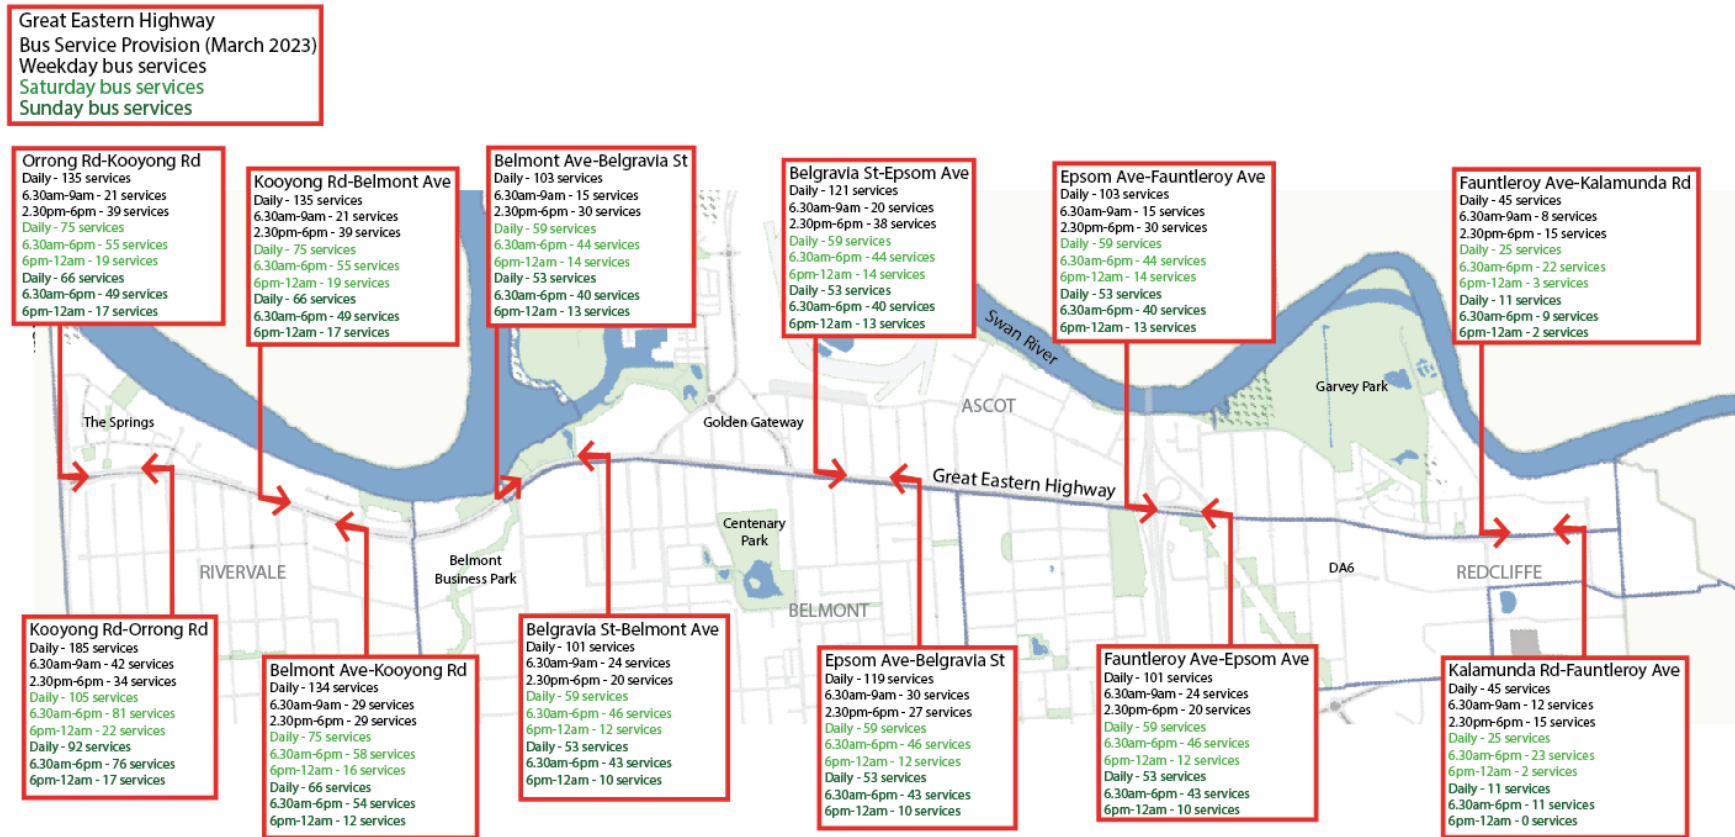 Great Eastern Highway
Bus Service Provision (March 2023)
Weekday bus services
Saturday bus services
Sunday bus services
Orrong Rd-Kooyong Rd
Daily - 135 services
6.30am-9am - 21 services
2.30pm-6pm - 39 services
Daily - 75 services
6.30am-6pm - 55 services
6pm-12am - 19 services
Daily - 66 services
6.30am-6pm - 49 services
6pm-12am - 17 services
Kooyong Rd-Belmont Ave
Daily - 135 services
6.30am-9am - 21 services
2.30pm-6pm - 39 services
Daily - 75 services
6.30am-6pm - 55 services
6pm-12am - 19 services
Daily - 66 services
6.30am-6pm - 49 services
6pm-12am - 17 services
Belmont Ave-Belgravia St
Daily - 103 services
6.30am-9am - 15 services
2.30pm-6pm - 30 services
Daily - 59 services
6.30am-6pm - 44 services
6pm-12am - 14 services
Daily - 53 services
6.30am-6pm - 40 services
6pm-12am - 13 services
Belgravia St-Epsom Ave
Daily - 121 services
6.30am-9am - 20 services
2.30pm-6pm - 38 services
Daily - 59 services
6.30am-6pm - 44 services
6pm-12am - 14 services
Daily - 53 services
6.30am-6pm - 40 services
6pm-12am - 13 services
Epsom Ave-Fauntleroy Ave
Daily - 103 services
6.30am-9am - 15 services
2.30pm-6pm - 30 services
Daily - 59 services
6.30am-6pm - 44 services
6pm-12am - 14 services
Daily - 53 services
6.30am-6pm - 40 services
6pm-12am - 13 services
Fauntleroy Ave-Kalamunda Rd
Daily - 45 services
6.30am-9am - 8 services
2.30pm-6pm - 15 services
Daily - 25 services
6.30am-6pm - 22 services
6pm-12am - 3 services
Daily - 11 services
6.30am-6pm - 9 services
6pm-12am - 2 services
Swan River
The Springs
Golden Gateway
ASCOT
Garvey Park
Great Eastern Highway
Centenary
Park
RIVERVALE
Belmont
Business Park
BELMONT
DA6
REDCLIFFE
Kooyong Rd-Orrong Rd
Daily - 185 services
6.30am-9am - 42 services
2.30pm-6pm - 34 services
Daily - 105 services
6.30am-6pm - 81 services
6pm-12am - 22 services
Daily - 92 services
6.30am-6pm - 76 services
6pm-12am - 17 services
Belmont Ave-Kooyong Rd
Daily - 134 services
6.30am-9am - 29 services
2.30pm-6pm - 29 services
Daily - 75 services
6.30am-6pm - 58 services
6pm-12am - 16 services
Daily - 66 services
6.30am-6pm - 54 services
6pm-12am - 12 services
Belgravia St-Belmont Ave
Daily - 101 services
6.30am-9am - 24 services
2.30pm-6pm - 20 services
Daily - 59 services
6.30am-6pm - 46 services
6pm-12am - 12 services
Daily - 53 services
6.30am-6pm - 43 services
6pm-12am - 10 services
Epsom Ave-Belgravia St
Daily - 119 services
6.30am-9am - 30 services
2.30pm-6pm - 27 services
Daily - 59 services
6.30am-6pm - 46 services
6pm-12am - 12 services
Daily - 53 services
6.30am-6pm - 43 services
6pm-12am - 10 services
Fauntleroy Ave-Epsom Ave
Daily - 101 services
6.30am-9am - 24 services
2.30pm-6pm - 20 services
Daily - 59 services
6.30am-6pm - 46 services
6pm-12am - 12 services
Daily - 53 services
6.30am-6pm - 43 services
6pm-12am - 10 services
Kalamunda Rd-Fauntleroy Ave
Daily - 45 services
6.30am-9am - 12 services
2.30pm-6pm - 15 services
Daily - 25 services
6.30am-6pm - 23 services
6pm-12am - 2 services
Daily - 11 services
6.30am-6pm - 11 services
6pm-12am - 0 services